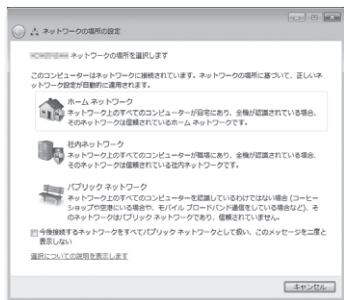 ネットワークの場所の設定
ネットワークの場所を選択します
このコンピューターはネットワークに接続されています。ネットワークの場所に基づいて、正しいネ
ットワーク設定が自動的に適用されます。
ホーム ネットワーク
ネットワーク上のすべてのコンピューターが自宅にあり、全機が認識されている場合、
そのネットワークは信頼されているホーム ネットワークです。
社内ネットワーク
ネットワーク上のすべてのコンピューターが職場にあり、全機が認識されている場合、
そのネットワークは信頼されている社内ネットワークです。
パブリック ネットワーク
ネットワーク上のすべてのコンピューターを認識しているわけではない場合 (コーヒー
ショップや空港にいる場合や、モバイル ブロードバンド通信をしている場合など)、そ
のネットワークはパブリック ネットワークであり、信頼されていません。
今後接続するネットワークをすべてパブリック ネットワークとして扱い、このメッセージを二度と
表示しない
選択についての説明を表示します
キャンセル